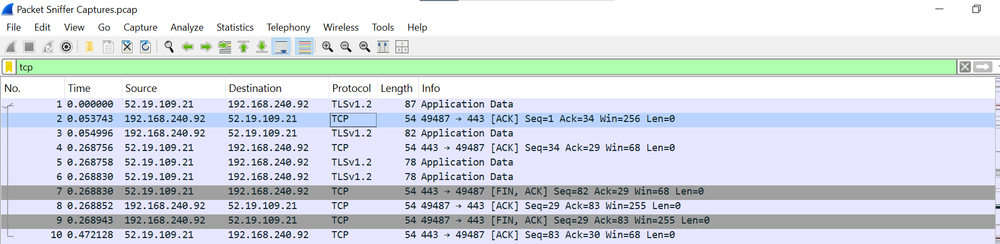 Packet Sniffer Captures.pcap
File Edit View Go Capture Analyze Statistics Telephony Wireless Tools Help
tcp
No. Time Source Destination Protocol Length Info
1 0.000000 52.19.109.21 192.168.240.92 TLSv1.2 87 Application Data
2 0.053743 192.168.240.92 52.19.109.21 TCP 54 49487 → 443 [ACK] Seq=1 Ack=34 Win=256 Len=0
3 0.054996 192.168.240.92 52.19.109.21 TLSv1.2 82 Application Data
4 0.268756 52.19.109.21 192.168.240.92 TCP 54 443 → 49487 [ACK] Seq=34 Ack=29 Win=68 Len=0
5 0.268758 52.19.109.21 192.168.240.92 TLSv1.2 78 Application Data
6 0.268830 52.19.109.21 192.168.240.92 TLSv1.2 78 Application Data
7 0.268830 52.19.109.21 192.168.240.92 TCP 54 443 → 49487 [FIN, ACK] Seq=82 Ack=29 Win=68 Len=0
8 0.268852 192.168.240.92 52.19.109.21 TCP 54 49487 → 443 [ACK] Seq=29 Ack=83 Win=255 Len=0
9 0.268943 192.168.240.92 52.19.109.21 TCP 54 49487 → 443 [FIN, ACK] Seq=29 Ack=83 Win=255 Len=0
10 0.472128 52.19.109.21 192.168.240.92 TCP 54 443 → 49487 [ACK] Seq=83 Ack=30 Win=68 Len=0